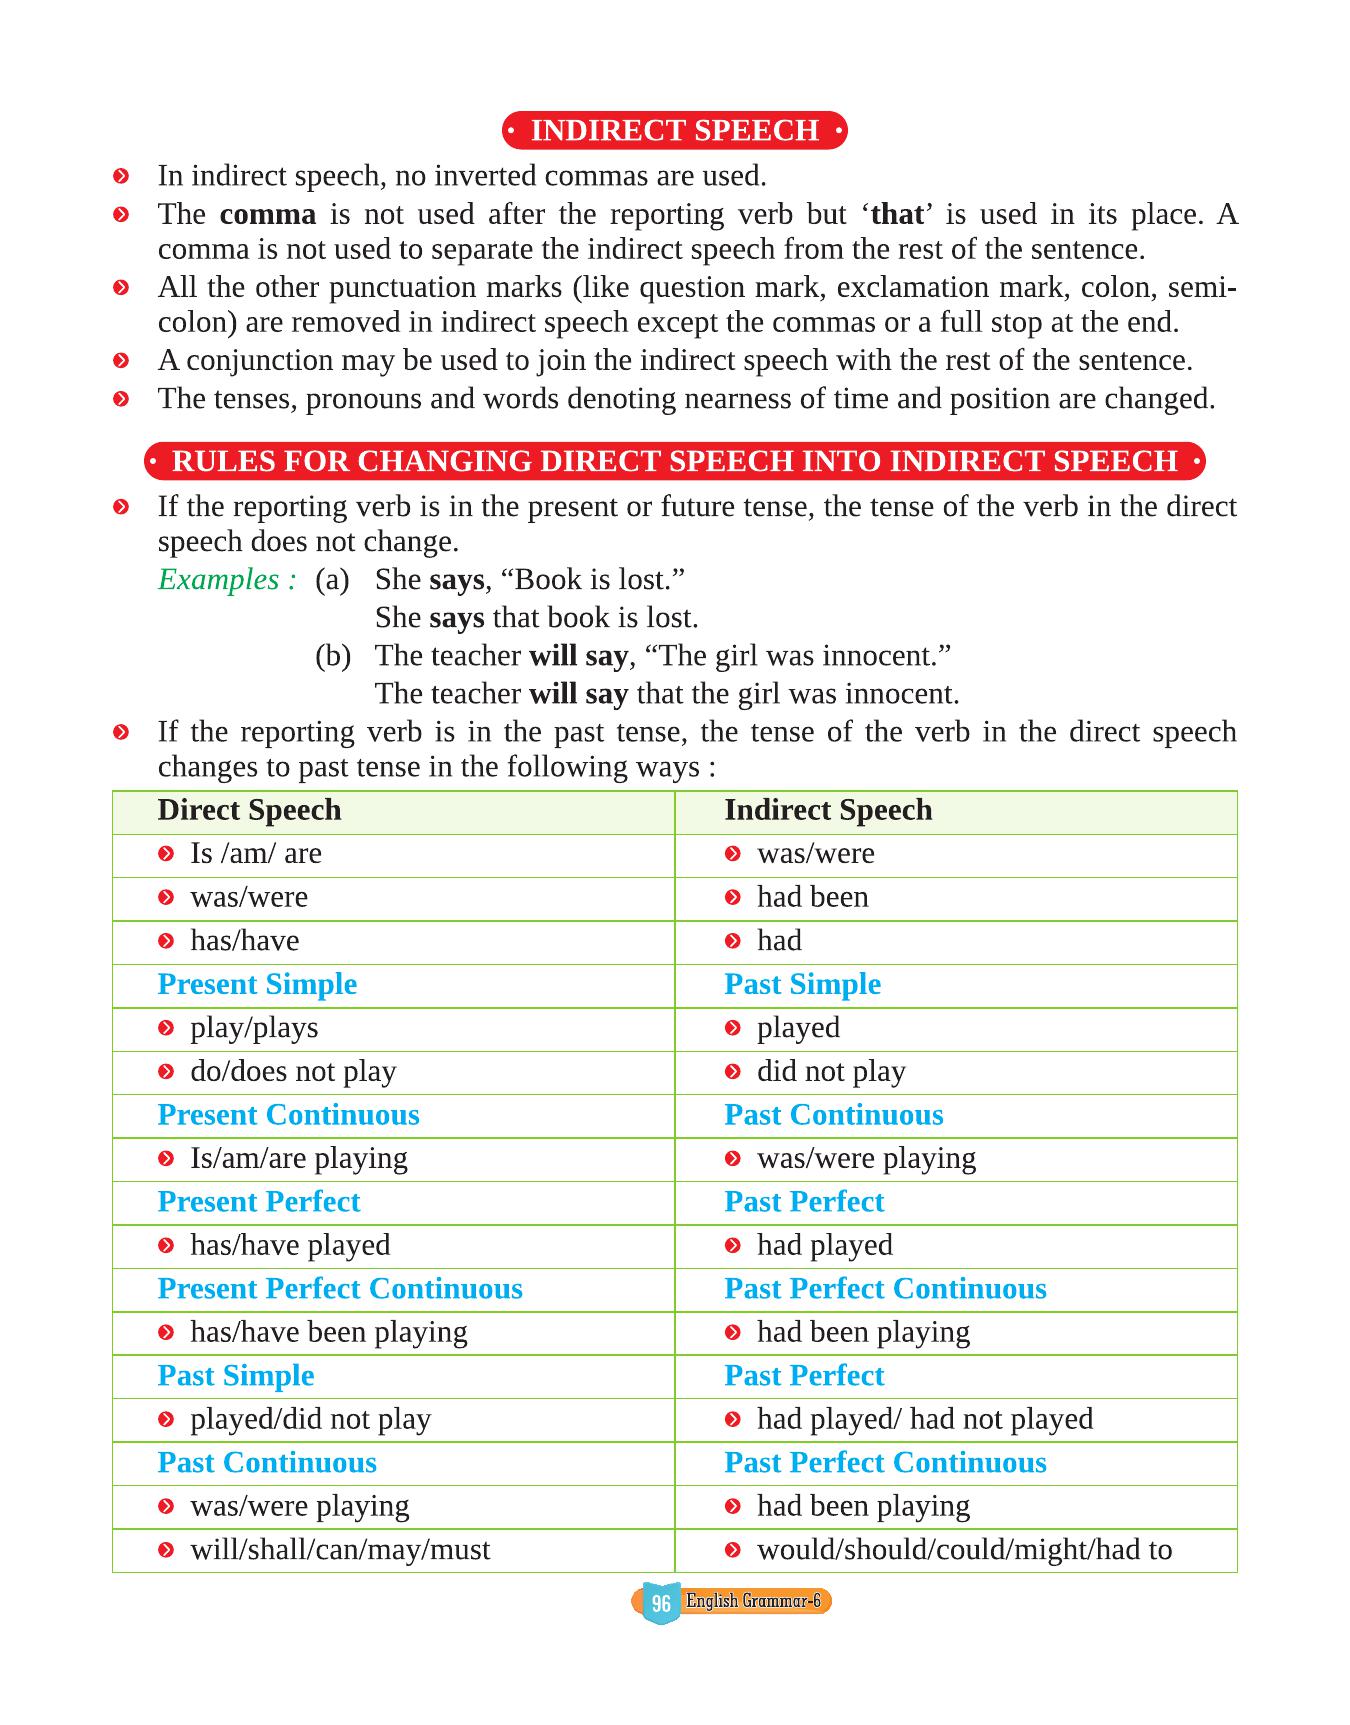 INDIRECT SPEECH
In indirect speech, no inverted commas are used.
The comma is not used after the reporting verb but ‘that’ is used in its place. A
comma is not used to separate the indirect speech from the rest of the sentence.
All the other punctuation marks (like question mark, exclamation mark, colon, semi-
colon) are removed in indirect speech except the commas or a full stop at the end.
A conjunction may be used to join the indirect speech with the rest of the sentence.
The tenses, pronouns and words denoting nearness of time and position are changed.
RULES FOR CHANGING DIRECT SPEECH INTO INDIRECT SPEECH
If the reporting verb is in the present or future tense, the tense of the verb in the direct
speech does not change.
Examples : (a) She says, “Book is lost.”
She says that book is lost.
(b) The teacher will say, “The girl was innocent.”
The teacher will say that the girl was innocent.
If the reporting verb is in the past tense, the tense of the verb in the direct speech
changes to past tense in the following ways :
Direct Speech Indirect Speech
Is /am/ are was/were
was/were had been
has/have had
Present Simple Past Simple
play/plays played
do/does not play did not play
Present Continuous Past Continuous
Is/am/are playing was/were playing
Present Perfect Past Perfect
has/have played had played
Present Perfect Continuous Past Perfect Continuous
has/have been playing had been playing
Past Simple Past Perfect
played/did not play had played/ had not played
Past Continuous Past Perfect Continuous
was/were playing had been playing
will/shall/can/may/must would/should/could/might/had to
96 English Grammar-6